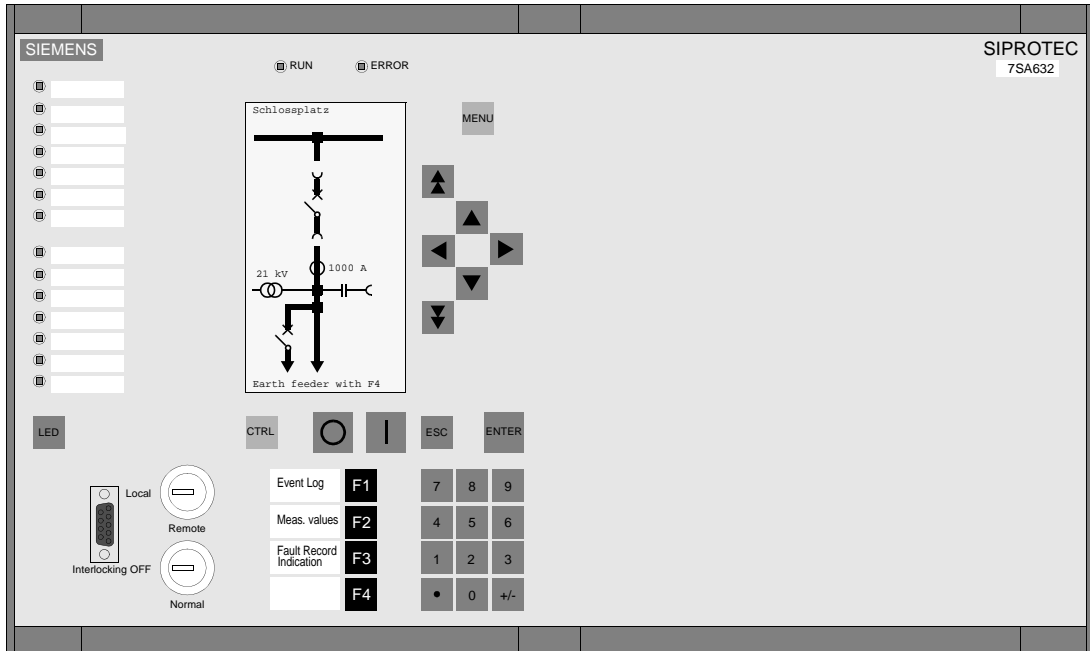 SIEMENS
SIPROTEC
7SA632
RUN
ERROR
Schlossplatz
MENU
21 kV
1000 A
Earth feeder with F4
LED
CTRL
ESC
ENTER
Event Log
F1
7
8
9
Local
Remote
Meas. values
F2
4
5
6
Fault Record
Indication
F3
1
2
3
Interlocking OFF
Normal
F4
0
+/-